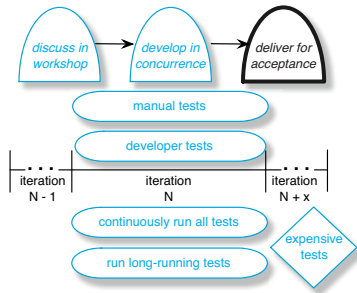 discuss in
workshop
develop in
concurrence
deliver for
acceptance
manual tests
developer tests
. . .
. . .
iteration
N - 1
iteration
N
iteration
N + x
continuously run all tests
expensive
tests
run long-running tests